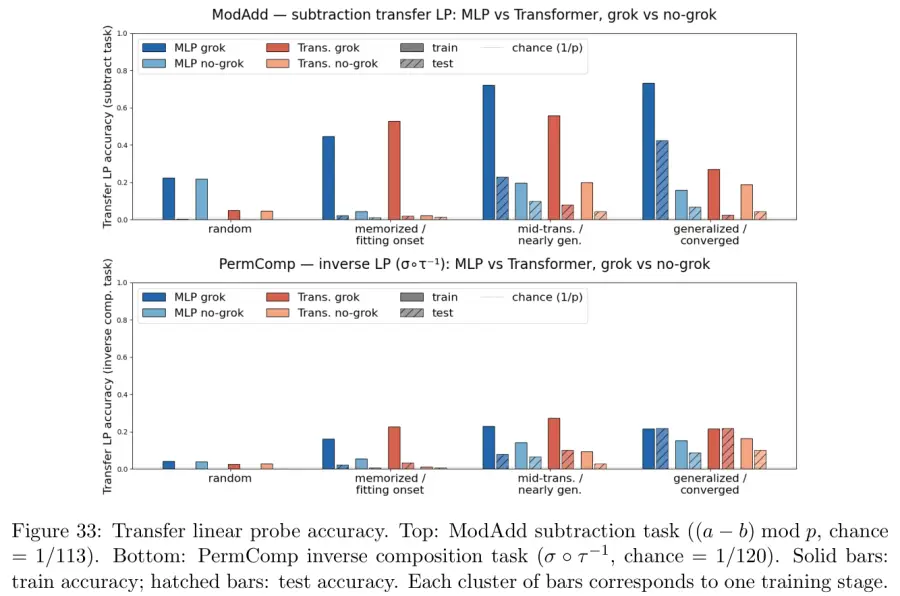 ModAdd — subtraction transfer LP: MLP vs Transformer, grok vs no-grok
Transfer LP accuracy (subtract task)
1.0
0.8
0.6
0.4
0.2
0.0
MLP grok
MLP no-grok
Trans. grok
Trans. no-grok
train
test
chance (1/p)
random
memorized /
fitting onset
mid-trans. /
nearly gen.
generalized /
converged
PermComp — inverse LP (σ∘τ⁻¹): MLP vs Transformer, grok vs no-grok
Transfer LP accuracy (inverse comp. task)
1.0
0.8
0.6
0.4
0.2
0.0
MLP grok
MLP no-grok
Trans. grok
Trans. no-grok
train
test
chance (1/p)
random
memorized /
fitting onset
mid-trans. /
nearly gen.
generalized /
converged
Figure 33: Transfer linear probe accuracy. Top: ModAdd subtraction task ((a − b) mod p, chance
= 1/113). Bottom: PermComp inverse composition task (σ ∘ τ⁻¹, chance = 1/120). Solid bars:
train accuracy; hatched bars: test accuracy. Each cluster of bars corresponds to one training stage.